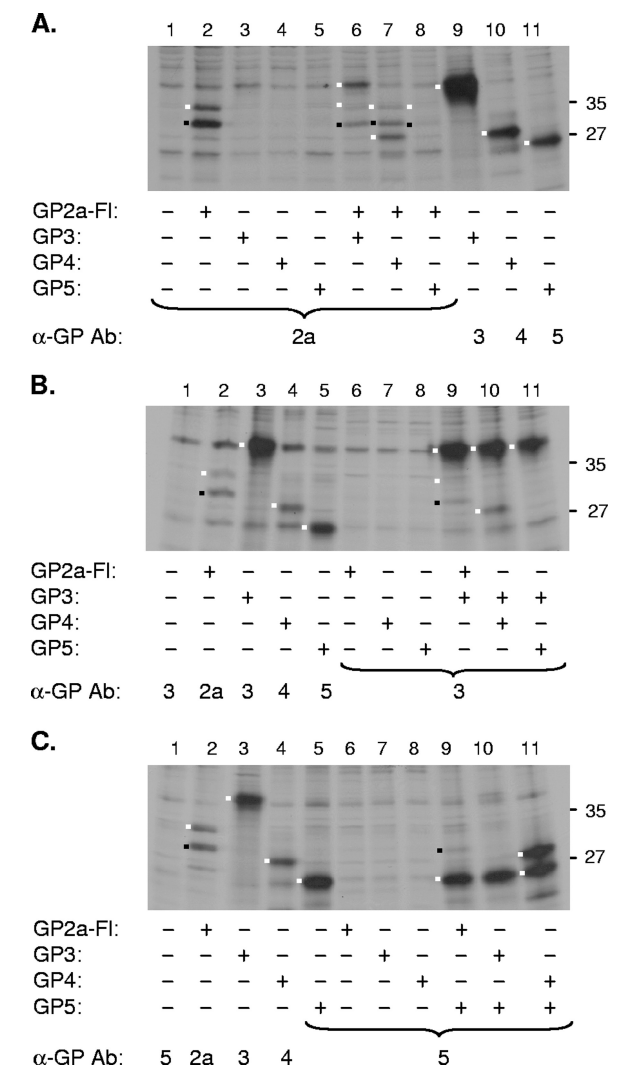 A.
1 2 3 4 5 6 7 8 9 10 11
35
27
GP2a-Fl: – + – – – + + + – – –
GP3: – – + – – + – – + – –
GP4: – – – + – – + – – + –
GP5: – – – – + – – + – – +
α-GP Ab: 2a 3 4 5
B.
1 2 3 4 5 6 7 8 9 10 11
35
27
GP2a-Fl: – + – – – + – – + – –
GP3: – – + – – – – – + + +
GP4: – – – + – – + – – + –
GP5: – – – – + – – + – – +
α-GP Ab: 3 2a 3 4 5 3
C.
1 2 3 4 5 6 7 8 9 10 11
35
27
GP2a-Fl: – + – – – + – – + – –
GP3: – – + – – – + – – + –
GP4: – – – + – – – + – – +
GP5: – – – – + – – – + + +
α-GP Ab: 5 2a 3 4 5